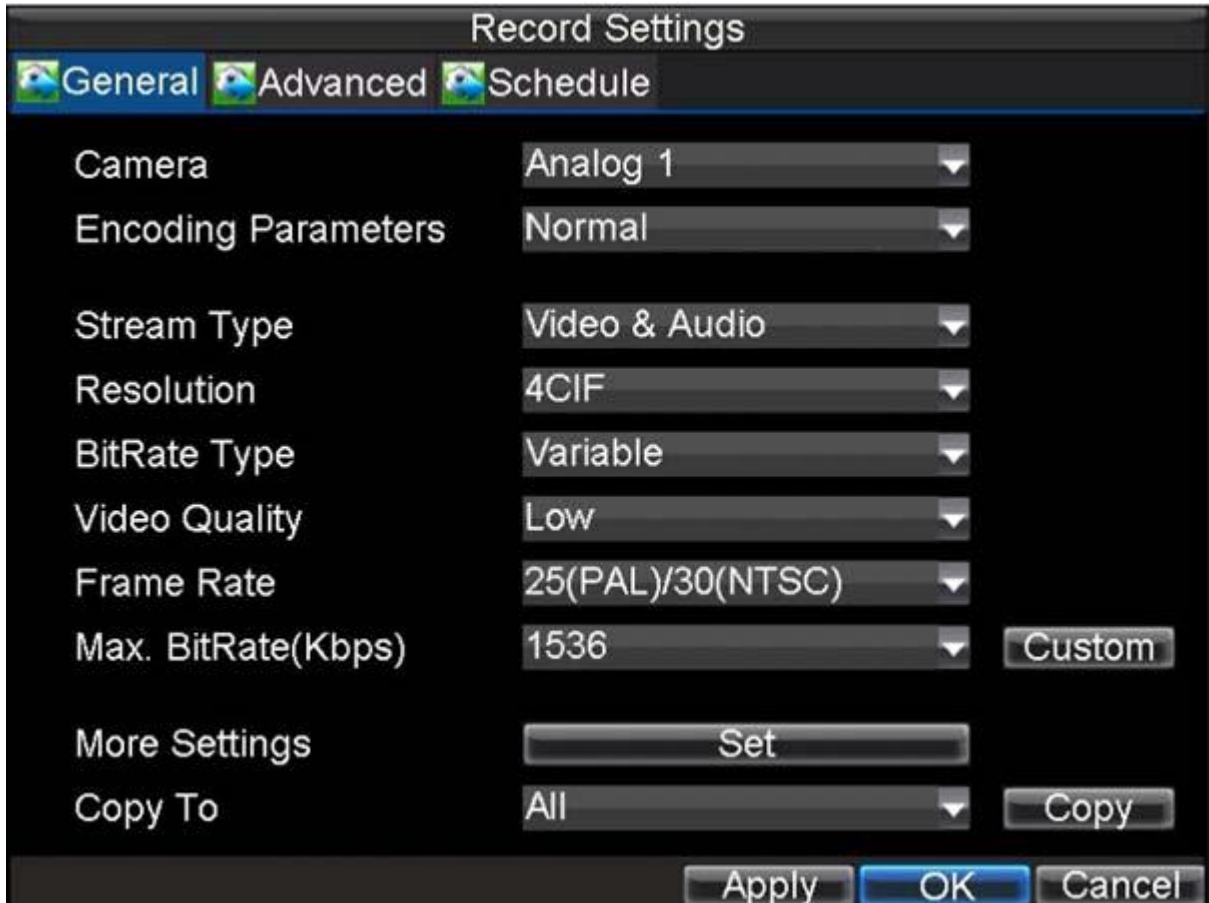 Record Settings
General Advanced Schedule
Camera Analog 1
Encoding Parameters Normal
Stream Type Video & Audio
Resolution 4CIF
BitRate Type Variable
Video Quality Low
Frame Rate 25(PAL)/30(NTSC)
Max. BitRate(Kbps) 1536 Custom
More Settings Set
Copy To All Copy
Apply OK Cancel